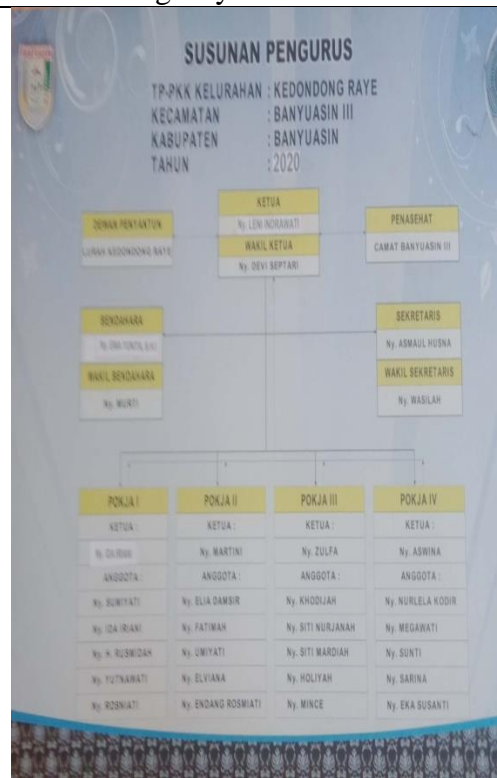 SUSUNAN PENGURUS
TP-PKK KELURAHAN : KEDONDONG RAYE
KECAMATAN : BANYUASIN III
KABUPATEN : BANYUASIN
TAHUN : 2020
KETUA
Ny. LENI INDRAWATI
WAKIL KETUA
Ny. DEVI SEPTARI
DEWAN PENYANTUN
LURAH KEDONDONG RAYE
PENASEHAT
CAMAT BANYUASIN III
BENDAHARA
Ny.
WAKIL BENDAHARA
Ny. MURTI
SEKRETARIS
Ny. ASMAUL HUSNA
WAKIL SEKRETARIS
Ny. WASILAH
POKJA I
KETUA :
Ny.
ANGGOTA :
Ny. SUMIYATI
Ny. IDA IRIANI
Ny. H. RUSMIDAH
Ny. YUTNAWATI
Ny. ROSNIATI
POKJA II
KETUA :
Ny. MARTINI
ANGGOTA :
Ny. ELIA DAMSIR
Ny. FATIMAH
Ny. UMIYATI
Ny. ELVIANA
Ny. ENDANG ROSMIATI
POKJA III
KETUA :
Ny. ZULFA
ANGGOTA :
Ny. KHODIJAH
Ny. SITI NURJANAH
Ny. SITI MARDIAH
Ny. HOLIYAH
Ny. MINCE
POKJA IV
KETUA :
Ny. ASWINA
ANGGOTA :
Ny. NURLELA KODIR
Ny. MEGAWATI
Ny. SUNTI
Ny. SARINA
Ny. EKA SUSANTI